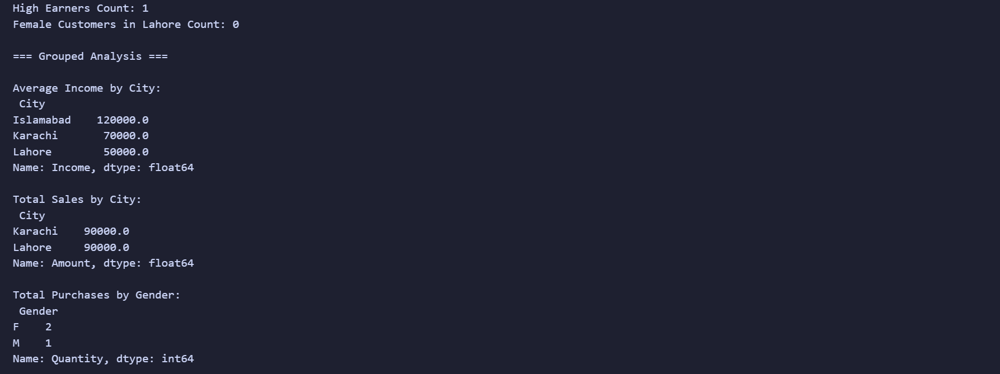 High Earners Count: 1
Female Customers in Lahore Count: 0
=== Grouped Analysis ===
Average Income by City:
City
Islamabad    120000.0
Karachi       70000.0
Lahore        50000.0
Name: Income, dtype: float64
Total Sales by City:
City
Karachi    90000.0
Lahore     90000.0
Name: Amount, dtype: float64
Total Purchases by Gender:
Gender
F    2
M    1
Name: Quantity, dtype: int64